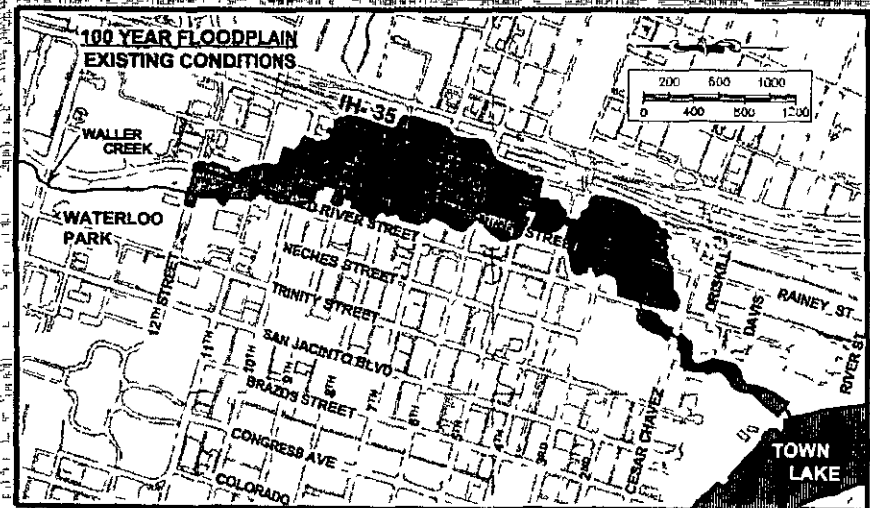 100 YEAR FLOODPLAIN
EXISTING CONDITIONS
IH-35
200 600 1000
0 400 800 1200
WALLER
CREEK
WATERLOO
PARK
RED RIVER STREET
NECHES STREET
TRINITY STREET
SAN JACINTO BLVD
BRAZOS STREET
CONGRESS AVE
COLORADO
12TH STREET
11TH
10TH
9TH
8TH
7TH
6TH
5TH
4TH
3RD
2ND
CESAR CHAVEZ
DRISKILL
DAVIS
RAINEY ST
RIVER ST
TOWN
LAKE